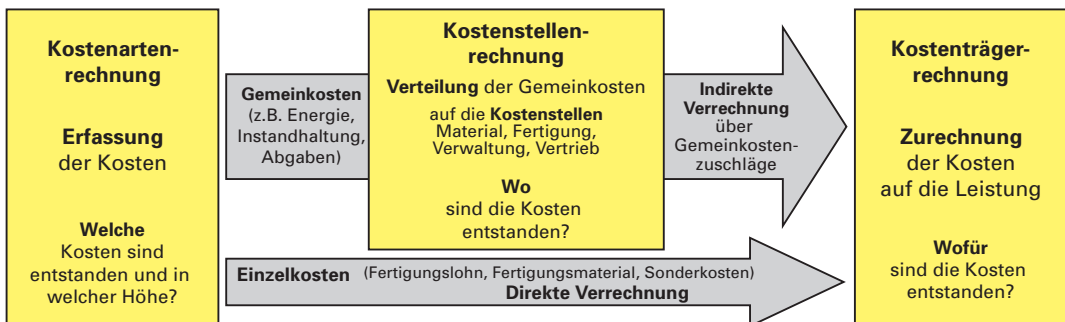 Kostenarten-
rechnung
Erfassung
der Kosten
Welche
Kosten sind
entstanden und in
welcher Höhe?
Gemeinkosten
(z.B. Energie,
Instandhaltung,
Abgaben)
Kostenstellen-
rechnung
Verteilung der Gemeinkosten
auf die Kostenstellen
Material, Fertigung,
Verwaltung, Vertrieb
Wo
sind die Kosten
entstanden?
Indirekte
Verrechnung
über
Gemeinkosten-
zuschläge
Einzelkosten (Fertigungslohn, Fertigungsmaterial, Sonderkosten)
Direkte Verrechnung
Kostenträger-
rechnung
Zurechnung
der Kosten
auf die Leistung
Wofür
sind die Kosten
entstanden?